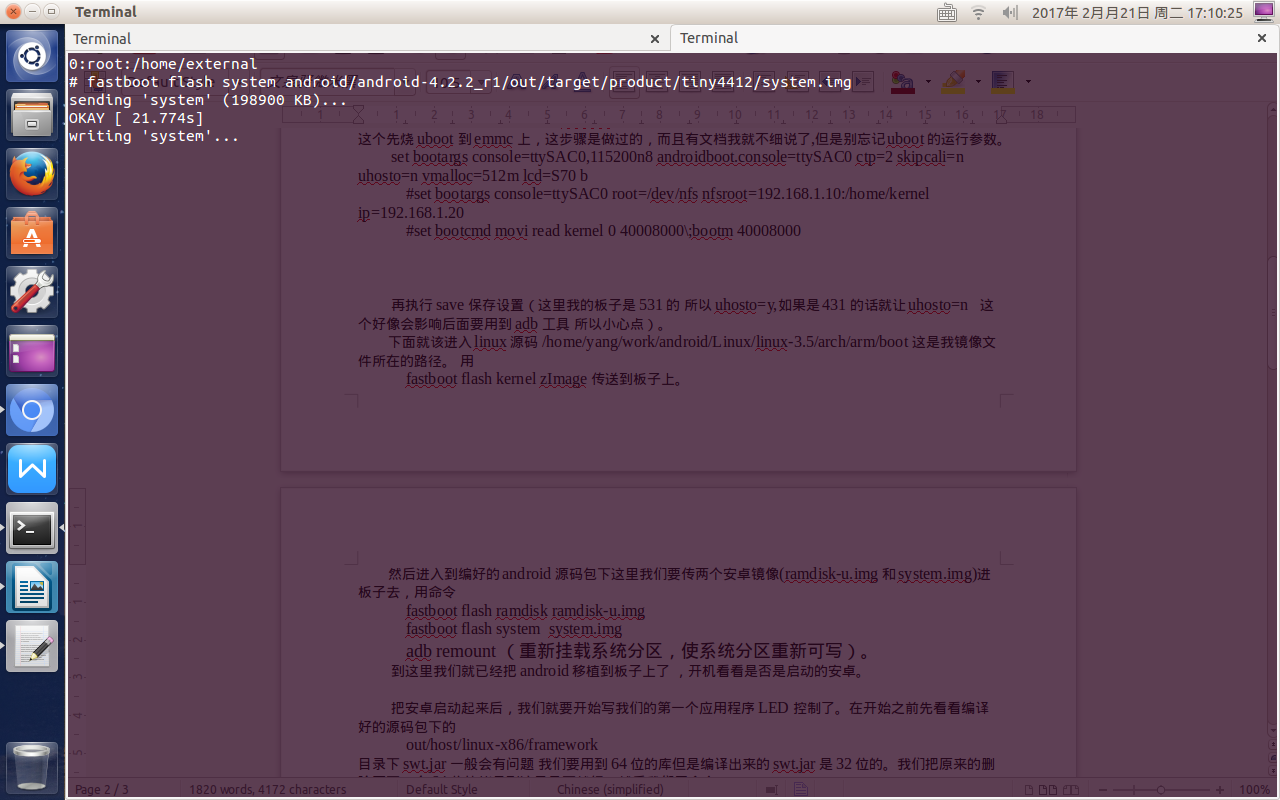 Terminal
2017年 2月月21日 周二 17:10:25
Terminal
Terminal
0:root:/home/external
# fastboot flash system android/android-4.2.2_r1/out/target/product/tiny4412/system.img
sending 'system' (198900 KB)...
OKAY [ 21.774s]
writing 'system'...
这个先烧 uboot 到 emmc 上，这步骤是做过的，而且有文档我就不细说了,但是别忘记 uboot 的运行参数。
set bootargs console=ttySAC0,115200n8 androidboot.console=ttySAC0 ctp=2 skipcali=n
uhosto=n vmalloc=512m lcd=S70 b
#set bootargs console=ttySAC0 root=/dev/nfs nfsroot=192.168.1.10:/home/kernel
ip=192.168.1.20
#set bootcmd movi read kernel 0 40008000\;bootm 40008000
再执行 save 保存设置（这里我的板子是 531 的 所以 uhosto=y,如果是 431 的话就让 uhosto=n 这
个好像会影响后面要用到 adb 工具 所以小心点）。
下面就该进入 linux 源码 /home/yang/work/android/Linux/linux-3.5/arch/arm/boot 这是我镜像文
件所在的路径。 用
fastboot flash kernel zImage 传送到板子上。
然后进入到编好的 android 源码包下这里我们要传两个安卓镜像(ramdisk-u.img 和 system.img)进
板子去，用命令
fastboot flash ramdisk ramdisk-u.img
fastboot flash system system.img
adb remount （重新挂载系统分区，使系统分区重新可写）。
到这里我们就已经把 android 移植到板子上了 ，开机看看是否是启动的安卓。
把安卓启动起来后，我们就要开始写我们的第一个应用程序 LED 控制了。在开始之前先看看编译
好的源码包下的
out/host/linux-x86/framework
目录下 swt.jar 一般会有问题 我们要用到 64 位的库但是编译出来的 swt.jar 是 32 位的。我们把原来的删
Page 2 / 3
1820 words, 4172 characters
Default Style
Chinese (simplified)
100%